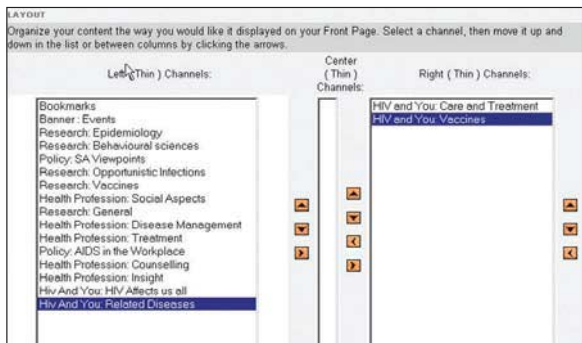 LAYOUT
Organize your content the way you would like it displayed on your Front Page. Select a channel, then move it up and
down in the list or between columns by clicking the arrows.
Left ( Thin ) Channels:
Center
( Thin )
Channels:
Right ( Thin ) Channels:
Bookmarks
Banner : Events
Research: Epidemiology
Research: Behavioural sciences
Policy: SA Viewpoints
Research: Opportunistic Infections
Research: Vaccines
Health Profession: Social Aspects
Research: General
Health Profession: Disease Management
Health Profession: Treatment
Policy: AIDS in the Workplace
Health Profession: Counselling
Health Profession: Insight
Hiv And You: HIV Affects us all
Hiv And You: Related Diseases
HIV and You: Care and Treatment
HIV and You: Vaccines